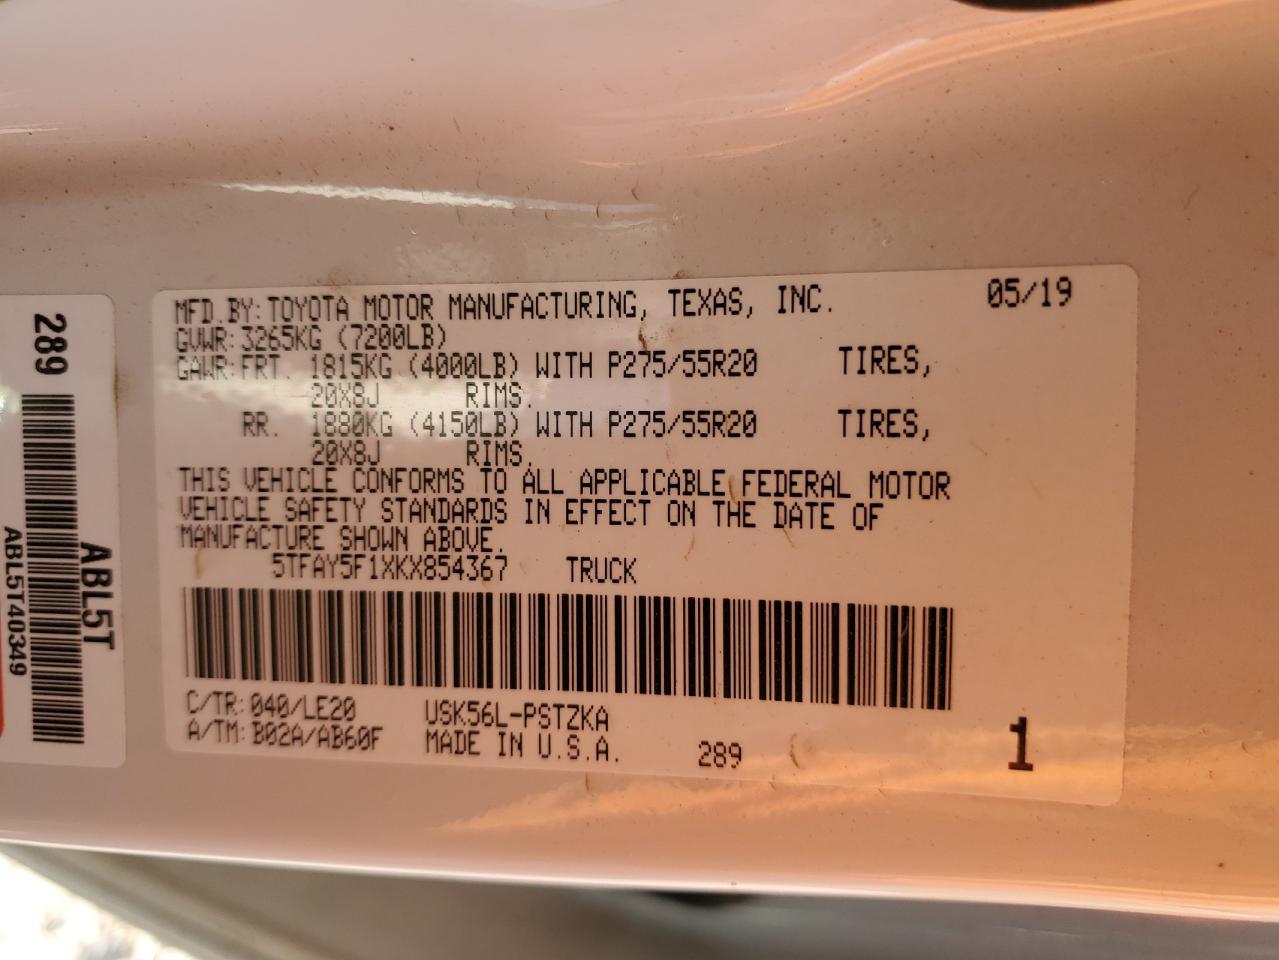 289
ABL5T
ABL5T40349
MFD.BY:TOYOTA MOTOR MANUFACTURING, TEXAS, INC. 05/19
GVWR:3265KG (7200LB)
GAWR:FRT. 1815KG (4000LB) WITH P275/55R20 TIRES,
20X8J RIMS.
RR. 1880KG (4150LB) WITH P275/55R20 TIRES,
20X8J RIMS.
THIS VEHICLE CONFORMS TO ALL APPLICABLE FEDERAL MOTOR
VEHICLE SAFETY STANDARDS IN EFFECT ON THE DATE OF
MANUFACTURE SHOWN ABOVE.
5TFAY5F1XKX854367 TRUCK
C/TR:040/LE20 USK56L-PSTZKA
A/TM:B02A/AB60F MADE IN U.S.A. 289 1